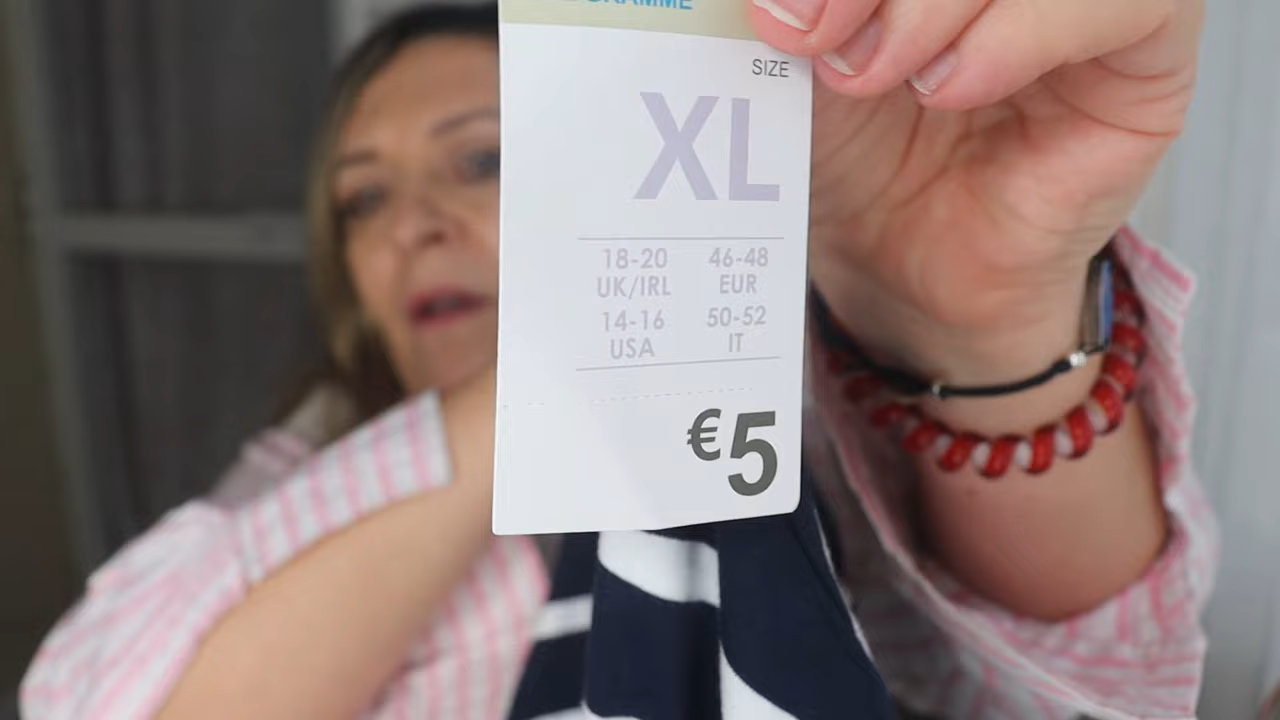 SIZE
XL
18-20 46-48
UK/IRL EUR
14-16 50-52
USA IT
€5